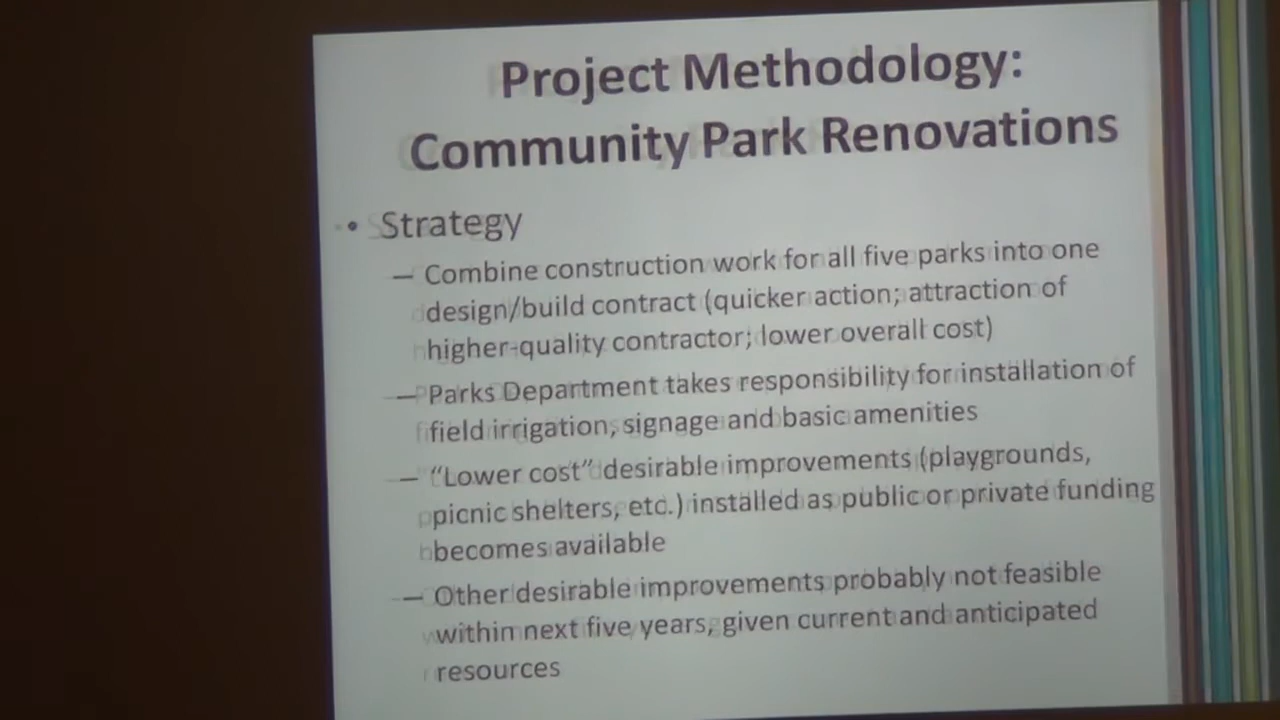 Project Methodology:
Community Park Renovations
• Strategy
– Combine construction work for all five parks into one
design/build contract (quicker action; attraction of
higher-quality contractor; lower overall cost)
– Parks Department takes responsibility for installation of
field irrigation, signage and basic amenities
– “Lower cost” desirable improvements (playgrounds,
picnic shelters, etc.) installed as public or private funding
becomes available
– Other desirable improvements probably not feasible
within next five years, given current and anticipated
resources